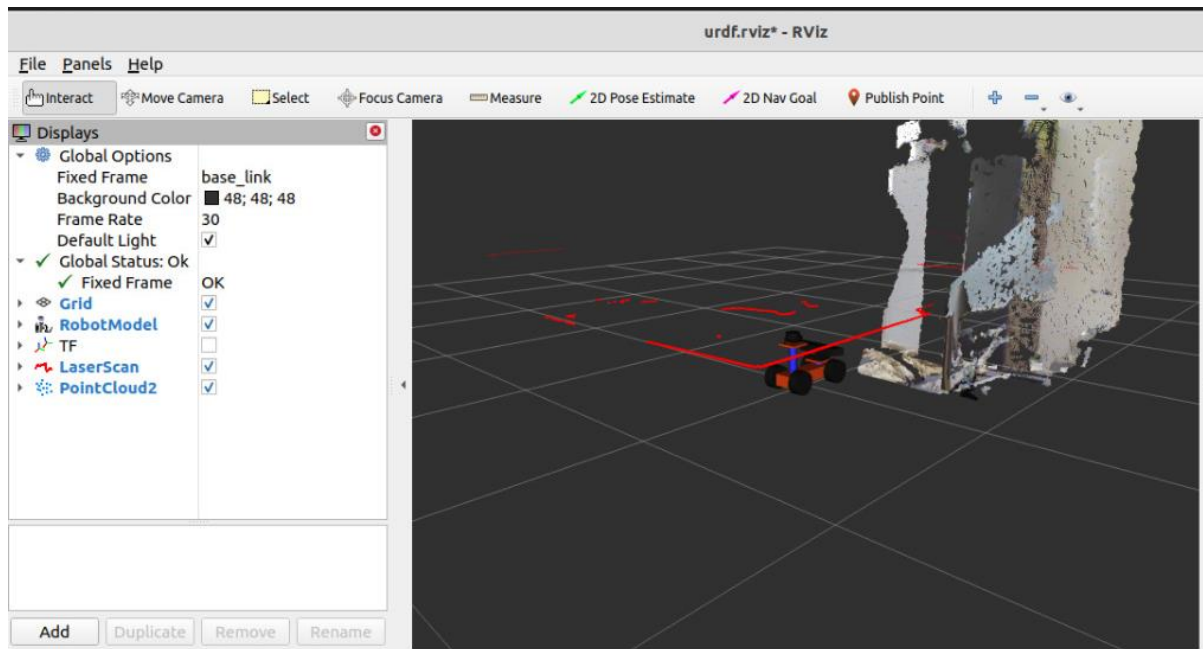 urdf.rviz* - RViz
File Panels Help
Interact Move Camera Select Focus Camera Measure 2D Pose Estimate 2D Nav Goal Publish Point
Displays
Global Options
Fixed Frame base_link
Background Color 48; 48; 48
Frame Rate 30
Default Light
Global Status: Ok
Fixed Frame OK
Grid
RobotModel
TF
LaserScan
PointCloud2
Add Duplicate Remove Rename